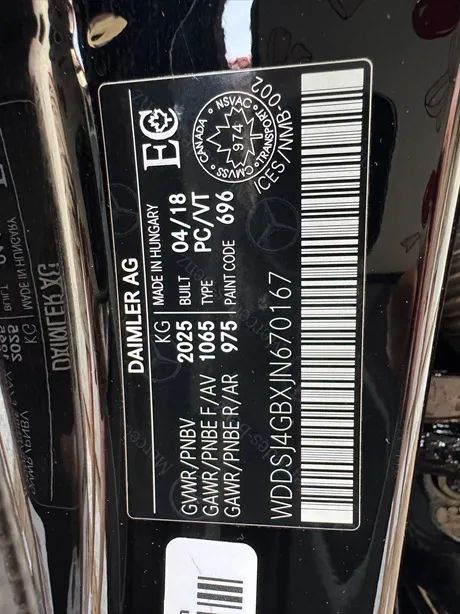 DAIMLER AG
MADE IN HUNGARY
KG
GVWR/PNBV 2025 BUILT 04/18
GAWR/PNBE F/AV 1065 TYPE PC/VT
GAWR/PNBE R/AR 975 PAINT CODE 696
EC
CANADA NSVAC
974
CMVSS TRANSPORT
ICES/NMB-002
WDDSJ4GBXJN670167